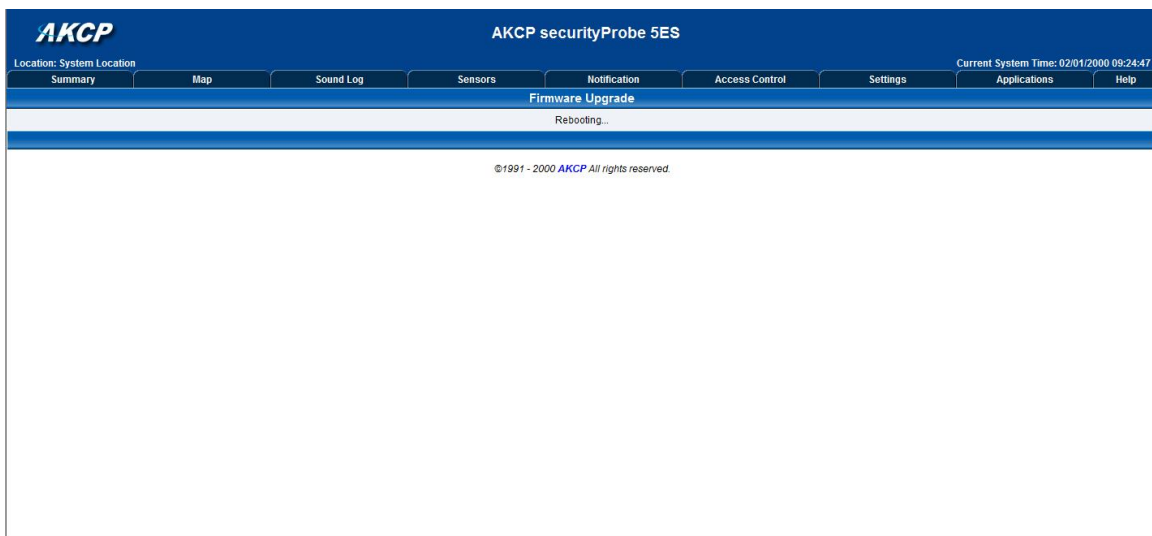 AKCP
AKCP securityProbe 5ES
Location: System Location
Current System Time: 02/01/2000 09:24:47
Summary Map Sound Log Sensors Notification Access Control Settings Applications Help
Firmware Upgrade
Rebooting...
©1991 - 2000 AKCP All rights reserved.